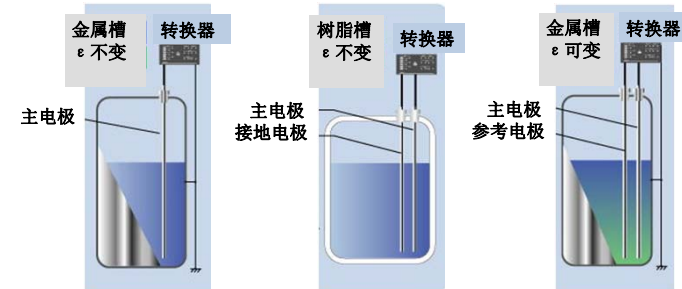 金属槽
ε 不变
转换器
主电极
树脂槽
ε 不变
转换器
主电极
接地电极
金属槽
ε 可变
转换器
主电极
参考电极